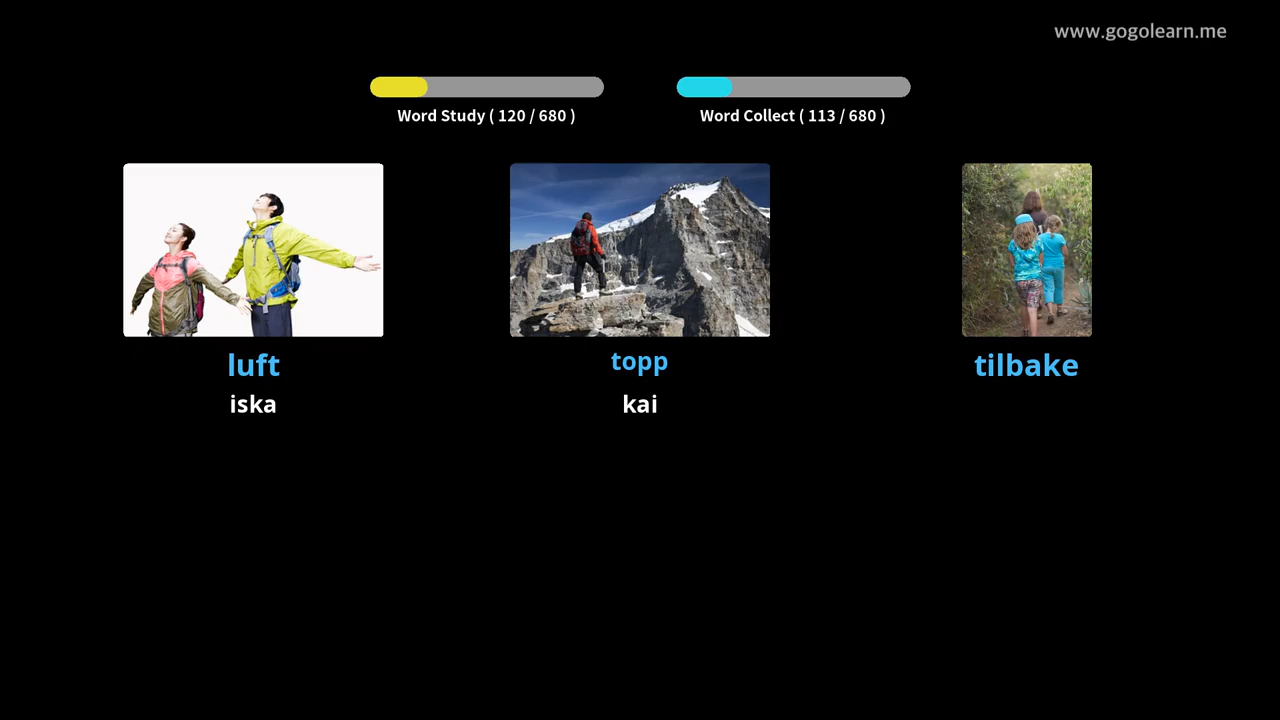 www.gogolearn.me
Word Study ( 120 / 680 )
Word Collect ( 113 / 680 )
luft
topp
tilbake
iska
kai